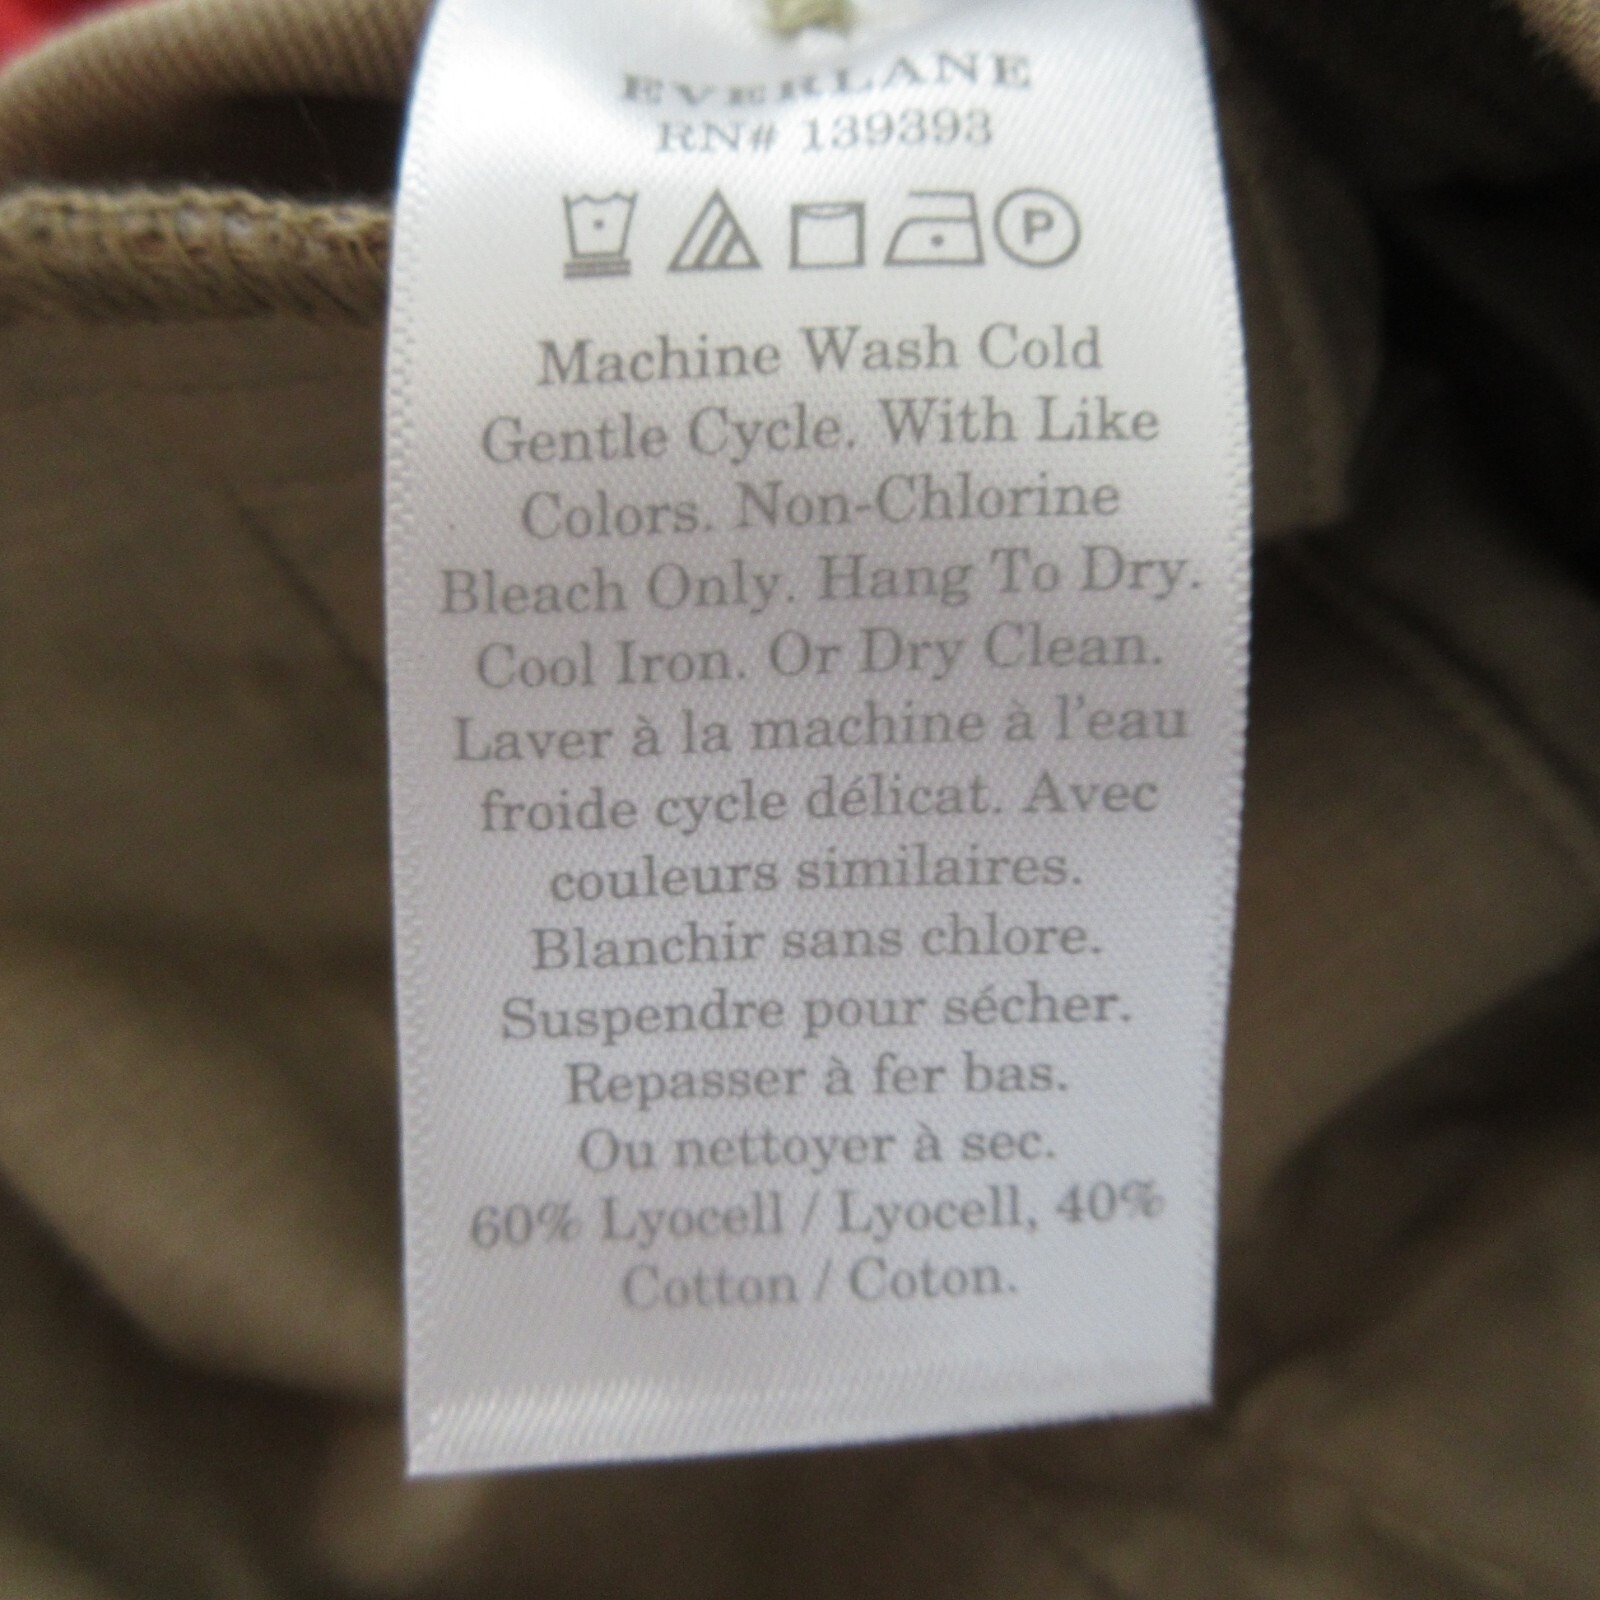 EVERLANE
RN# 139393
P
Machine Wash Cold
Gentle Cycle. With Like
Colors. Non-Chlorine
Bleach Only. Hang To Dry.
Cool Iron. Or Dry Clean.
Laver à la machine à l'eau
froide cycle délicat. Avec
couleurs similaires.
Blanchir sans chlore.
Suspendre pour sécher.
Repasser à fer bas.
Ou nettoyer à sec.
60% Lyocell / Lyocell, 40%
Cotton / Coton.